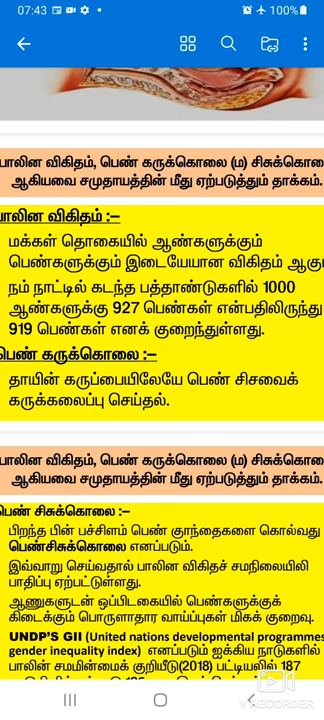 07:43
100%
பாலின விகிதம், பெண் கருக்கொலை (ம) சிசுக்கொலை
ஆகியவை சமுதாயத்தின் மீது ஏற்படுத்தும் தாக்கம்.
பாலின விகிதம் :–
மக்கள் தொகையில் ஆண்களுக்கும்
பெண்களுக்கும் இடையேயான விகிதம் ஆகு
நம் நாட்டில் கடந்த பத்தாண்டுகளில் 1000
ஆண்களுக்கு 927 பெண்கள் என்பதிலிருந்து
919 பெண்கள் எனக் குறைந்துள்ளது.
பெண் கருக்கொலை :–
தாயின் கருப்பையிலேயே பெண் சிசவைக்
கருக்கலைப்பு செய்தல்.
பாலின விகிதம், பெண் கருக்கொலை (ம) சிசுக்கொலை
ஆகியவை சமுதாயத்தின் மீது ஏற்படுத்தும் தாக்கம்.
பெண் சிசுக்கொலை :–
பிறந்த பின் பச்சிளம் பெண் குாந்தைகளை கொல்வது
பெண்சிசுக்கொலை எனப்படும்.
இவ்வாறு செய்வதால் பாலின விகிதச் சமநிலையிலி
பாதிப்பு ஏற்பட்டுள்ளது.
ஆணுகளுடன் ஒப்பிடகையில் பெண்களுக்குக்
கிடைக்கும் பொருளாதார வாய்ப்புகள் மிகக் குறைவு.
UNDP'S GII (United nations developmental programmes
gender inequality index) எனப்படும் ஐக்கிய நாடுகளில்
பாலின் சமமின்மைக் குறியீடு(2018) பட்டியலில் 187
V RECORDER